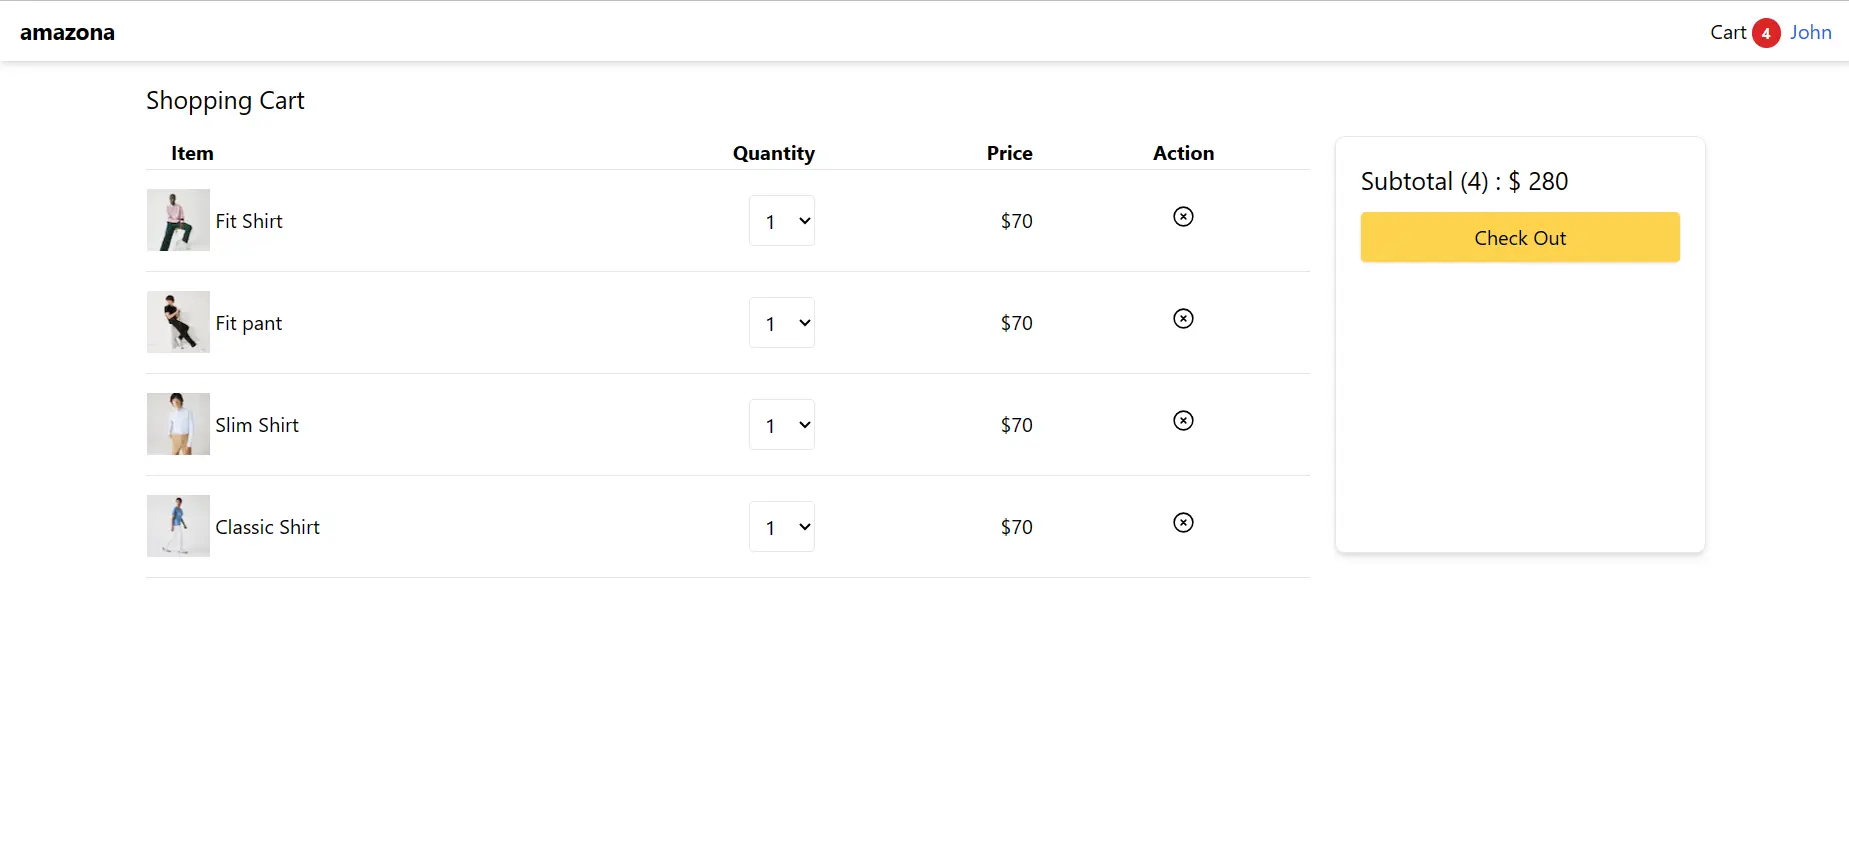 amazona
Cart 4 John
Shopping Cart
Item Quantity Price Action
Fit Shirt 1 $70
Fit pant 1 $70
Slim Shirt 1 $70
Classic Shirt 1 $70
Subtotal (4) : $ 280
Check Out